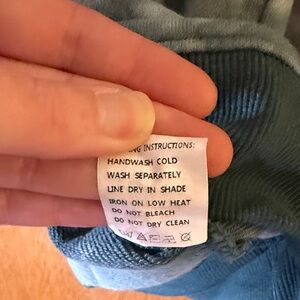 INSTRUCTIONS:
HANDWASH COLD
WASH SEPARATELY
LINE DRY IN SHADE
IRON ON LOW HEAT
DO NOT BLEACH
DO NOT DRY CLEAN